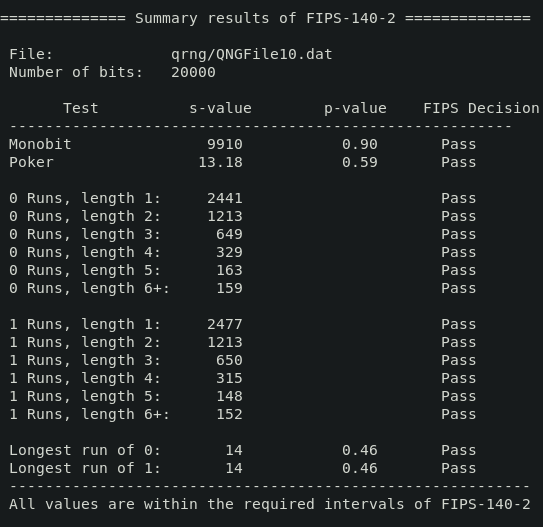 ============== Summary results of FIPS-140-2 ==============
File: qrng/QNGFile10.dat
Number of bits: 20000
Test s-value p-value FIPS Decision
--------------------------------------------------------
Monobit 9910 0.90 Pass
Poker 13.18 0.59 Pass
0 Runs, length 1: 2441 Pass
0 Runs, length 2: 1213 Pass
0 Runs, length 3: 649 Pass
0 Runs, length 4: 329 Pass
0 Runs, length 5: 163 Pass
0 Runs, length 6+: 159 Pass
1 Runs, length 1: 2477 Pass
1 Runs, length 2: 1213 Pass
1 Runs, length 3: 650 Pass
1 Runs, length 4: 315 Pass
1 Runs, length 5: 148 Pass
1 Runs, length 6+: 152 Pass
Longest run of 0: 14 0.46 Pass
Longest run of 1: 14 0.46 Pass
----------------------------------------------------------
All values are within the required intervals of FIPS-140-2